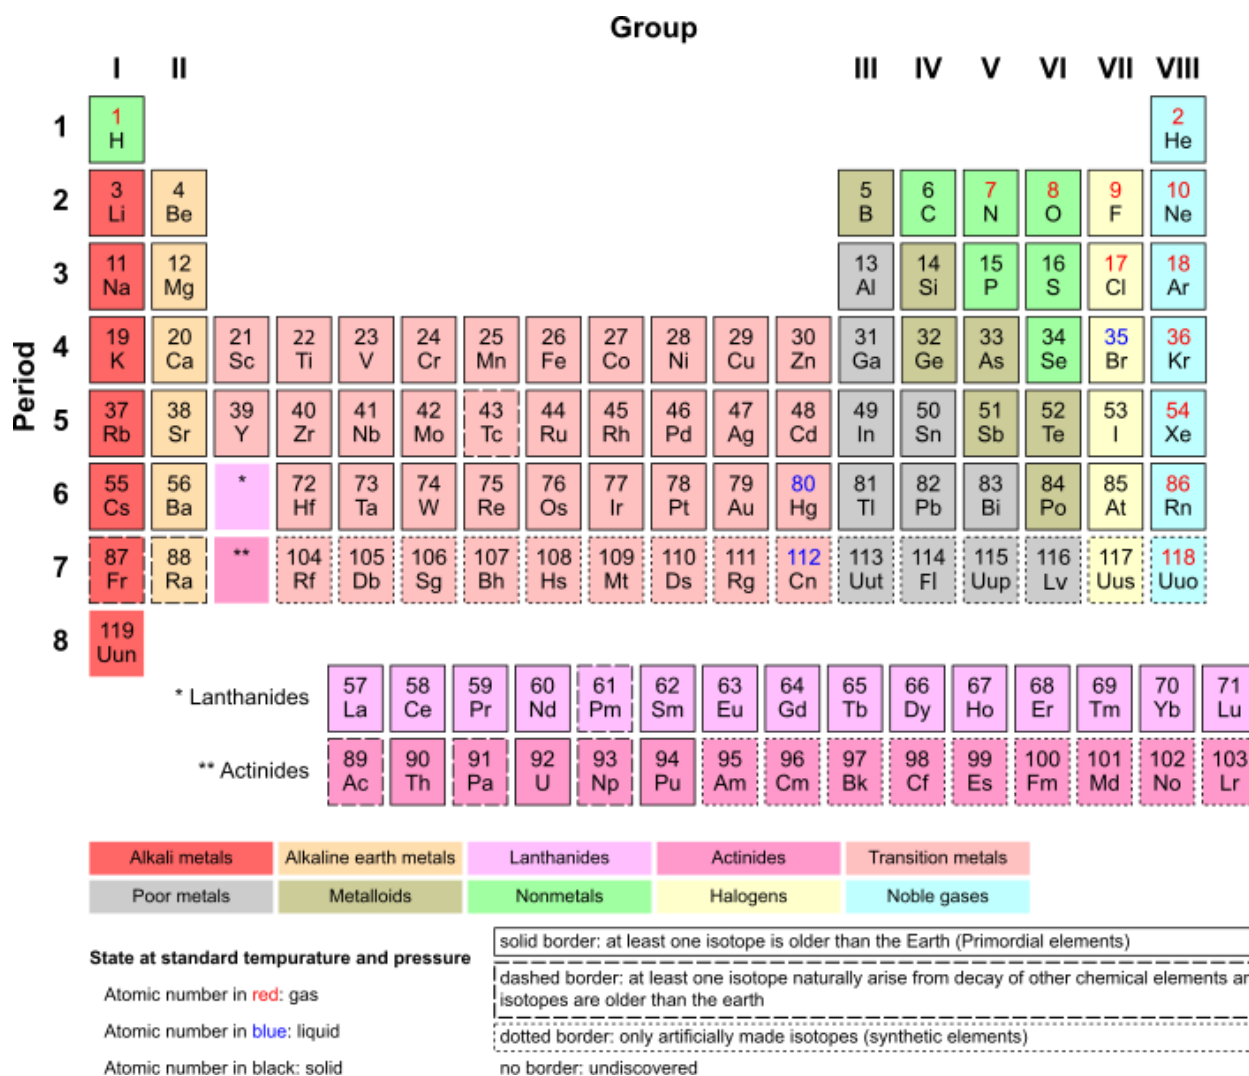 Group
I II III IV V VI VII VIII
Period
1
1 2
H He
2
3 4 5 6 7 8 9 10
Li Be B C N O F Ne
3
11 12 13 14 15 16 17 18
Na Mg Al Si P S Cl Ar
4
19 20 21 22 23 24 25 26 27 28 29 30 31 32 33 34 35 36
K Ca Sc Ti V Cr Mn Fe Co Ni Cu Zn Ga Ge As Se Br Kr
5
37 38 39 40 41 42 43 44 45 46 47 48 49 50 51 52 53 54
Rb Sr Y Zr Nb Mo Tc Ru Rh Pd Ag Cd In Sn Sb Te I Xe
6
55 56 * 72 73 74 75 76 77 78 79 80 81 82 83 84 85 86
Cs Ba Hf Ta W Re Os Ir Pt Au Hg Tl Pb Bi Po At Rn
7
87 88 ** 104 105 106 107 108 109 110 111 112 113 114 115 116 117 118
Fr Ra Rf Db Sg Bh Hs Mt Ds Rg Cn Uut Fl Uup Lv Uus Uuo
8
119
Uun
* Lanthanides
57 58 59 60 61 62 63 64 65 66 67 68 69 70 71
La Ce Pr Nd Pm Sm Eu Gd Tb Dy Ho Er Tm Yb Lu
** Actinides
89 90 91 92 93 94 95 96 97 98 99 100 101 102 103
Ac Th Pa U Np Pu Am Cm Bk Cf Es Fm Md No Lr
Alkali metals Alkaline earth metals Lanthanides Actinides Transition metals
Poor metals Metalloids Nonmetals Halogens Noble gases
State at standard tempurature and pressure
Atomic number in red: gas
Atomic number in blue: liquid
Atomic number in black: solid
solid border: at least one isotope is older than the Earth (Primordial elements)
dashed border: at least one isotope naturally arise from decay of other chemical elements
isotopes are older than the earth
dotted border: only artificially made isotopes (synthetic elements)
no border: undiscovered